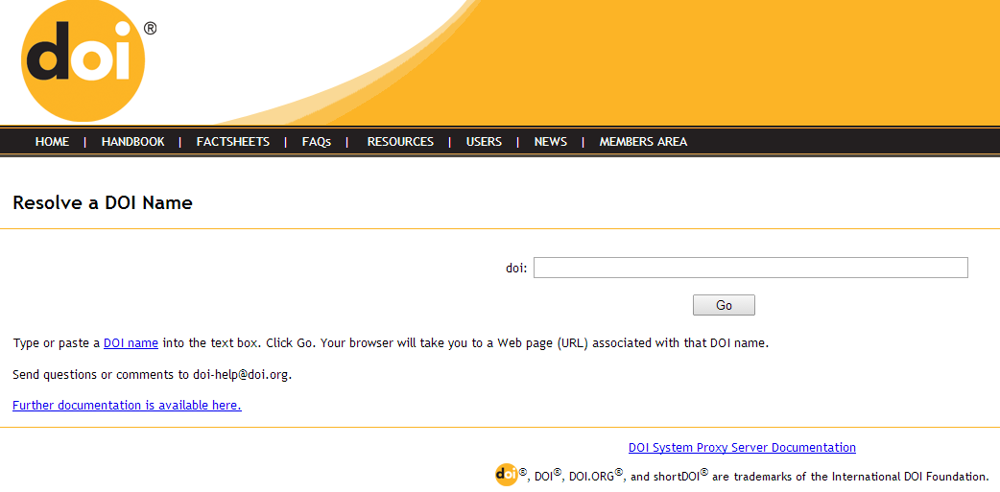 doi®
HOME | HANDBOOK | FACTSHEETS | FAQs | RESOURCES | USERS | NEWS | MEMBERS AREA
Resolve a DOI Name
doi:
Go
Type or paste a DOI name into the text box. Click Go. Your browser will take you to a Web page (URL) associated with that DOI name.
Send questions or comments to doi-help@doi.org.
Further documentation is available here.
DOI System Proxy Server Documentation
doi®, DOI®, DOI.ORG®, and shortDOI® are trademarks of the International DOI Foundation.